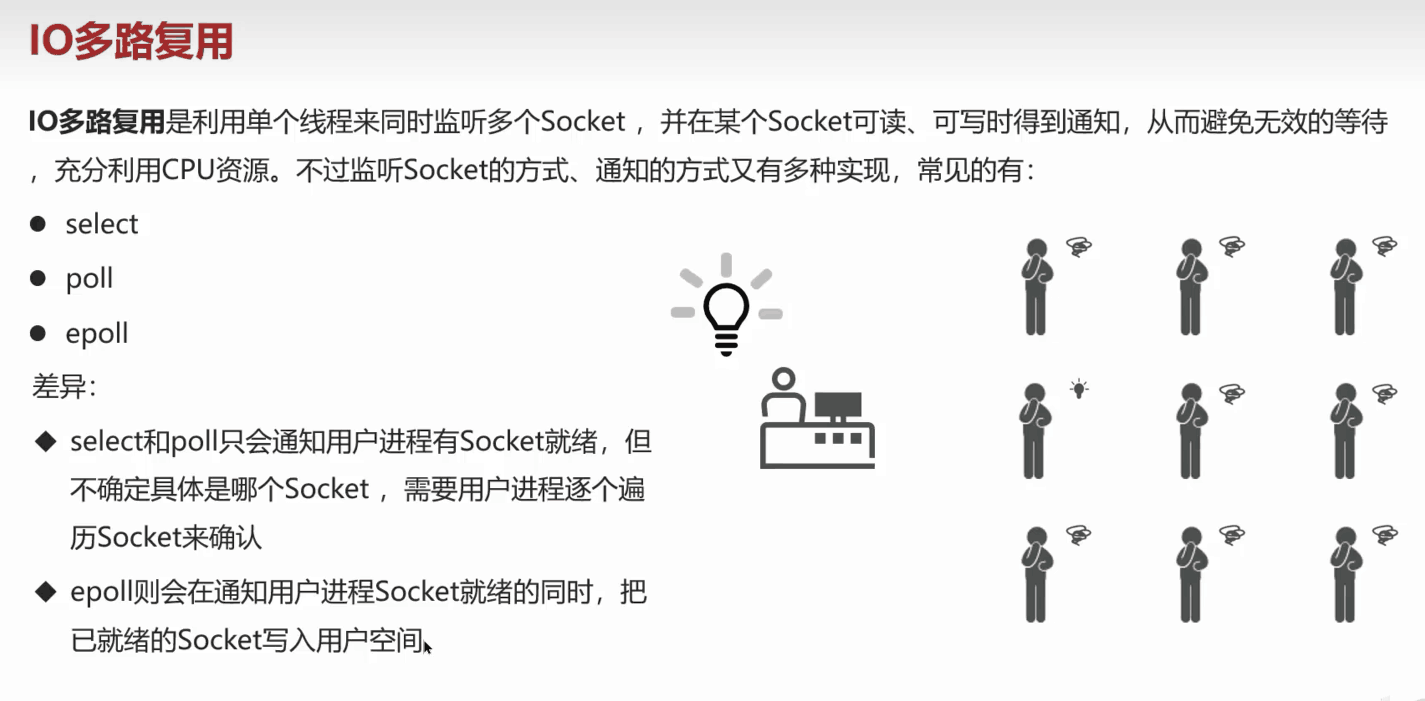 IO多路复用
IO多路复用是利用单个线程来同时监听多个Socket ，并在某个Socket可读、可写时得到通知，从而避免无效的等待
，充分利用CPU资源。不过监听Socket的方式、通知的方式又有多种实现，常见的有：
● select
● poll
● epoll
差异：
◆ select和poll只会通知用户进程有Socket就绪，但
不确定具体是哪个Socket ，需要用户进程逐个遍
历Socket来确认
◆ epoll则会在通知用户进程Socket就绪的同时，把
已就绪的Socket写入用户空间